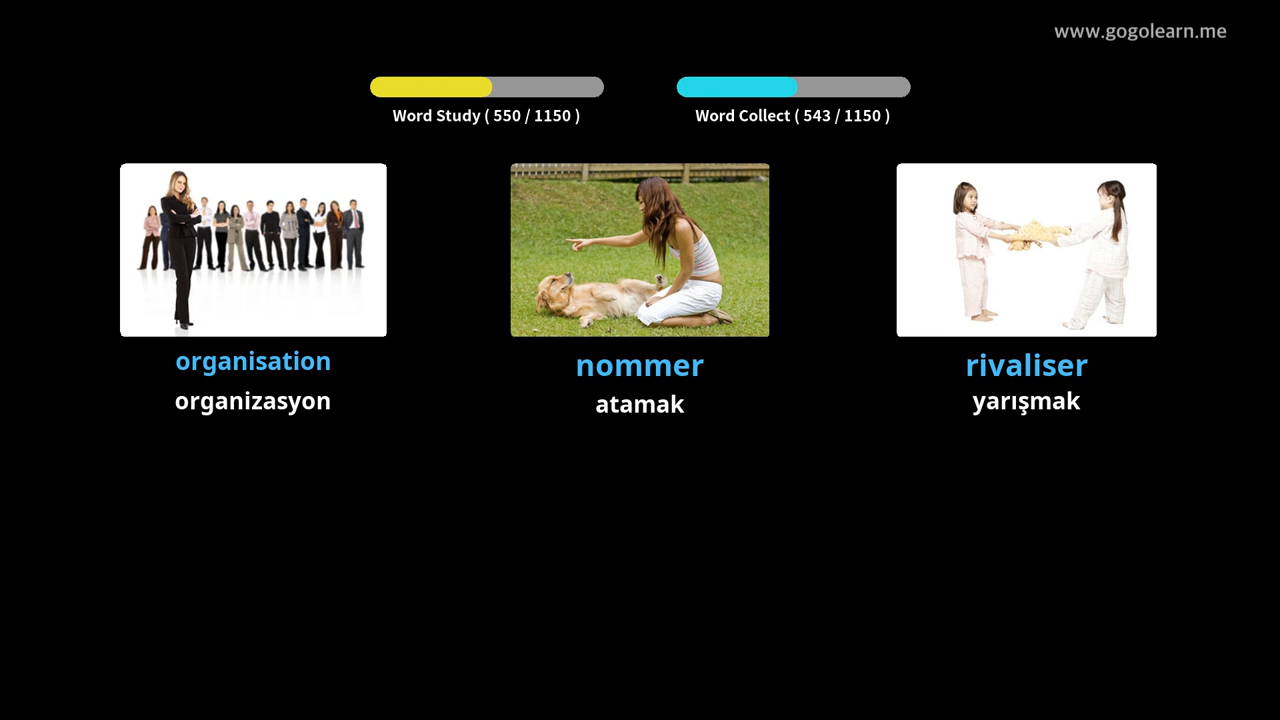 www.gogolearn.me
Word Study ( 550 / 1150 )
Word Collect ( 543 / 1150 )
organisation
organizasyon
nommer
atamak
rivaliser
yarışmak